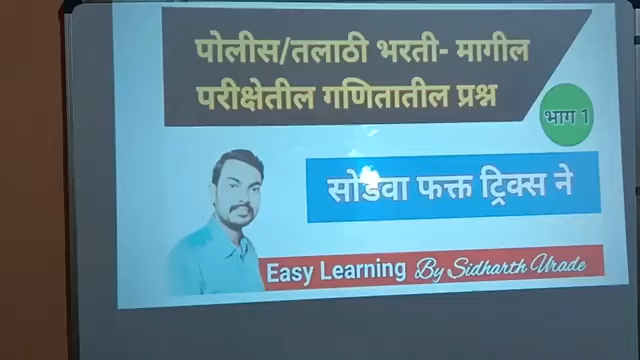 पोलीस/तलाठी भरती- मागील
परीक्षेतील गणितातील प्रश्न
भाग 1
सोडवा फक्त ट्रिक्स ने
Easy Learning By Sidharth Urade